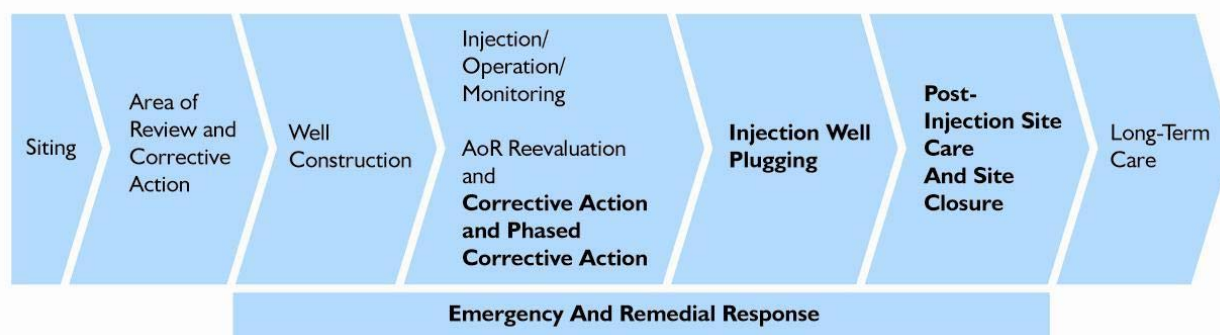 Siting
Area of
Review and
Corrective
Action
Well
Construction
Injection/
Operation/
Monitoring
AoR Reevaluation
and
Corrective Action
and Phased
Corrective Action
Injection Well
Plugging
Post-
Injection Site
Care
And Site
Closure
Long-Term
Care
Emergency And Remedial Response